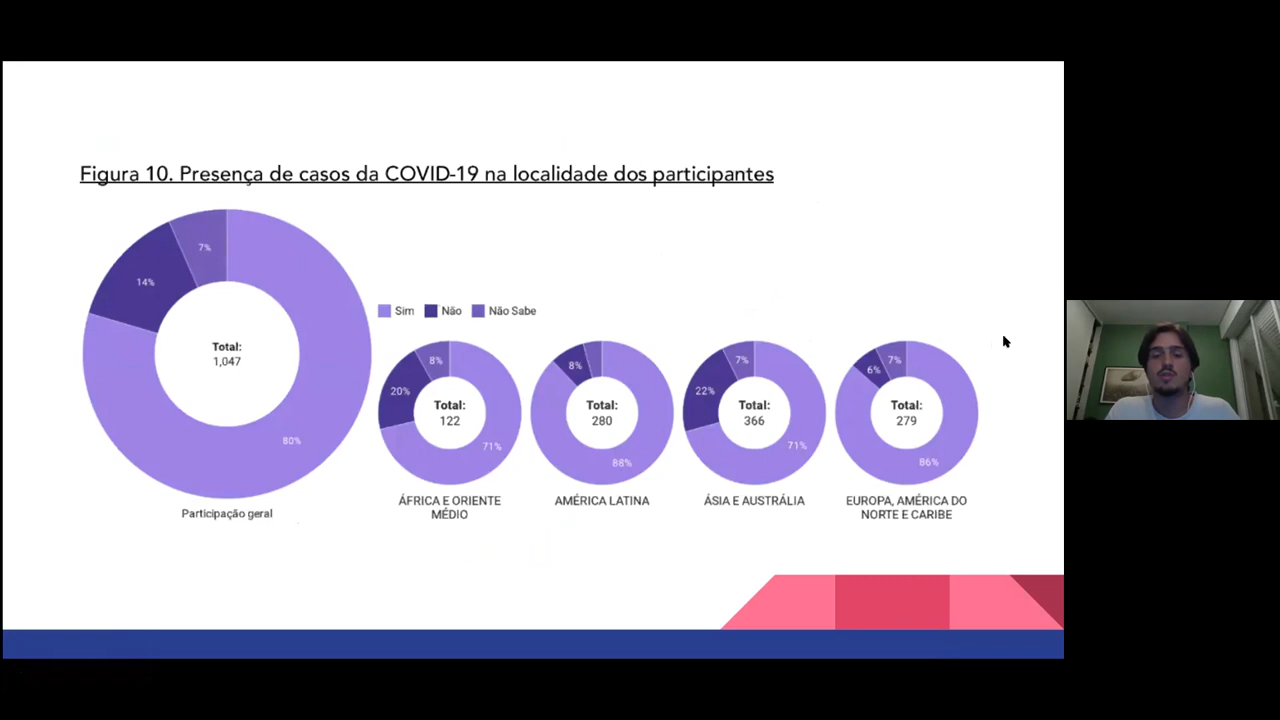 Figura 10. Presença de casos da COVID-19 na localidade dos participantes
7%
14%
Total:
1,047
80%
Participação geral
Sim Não Não Sabe
8%
20%
Total:
122
71%
ÁFRICA E ORIENTE
MÉDIO
8%
Total:
280
88%
AMÉRICA LATINA
7%
22%
Total:
366
71%
ÁSIA E AUSTRÁLIA
7%
6%
Total:
279
86%
EUROPA, AMÉRICA DO
NORTE E CARIBE